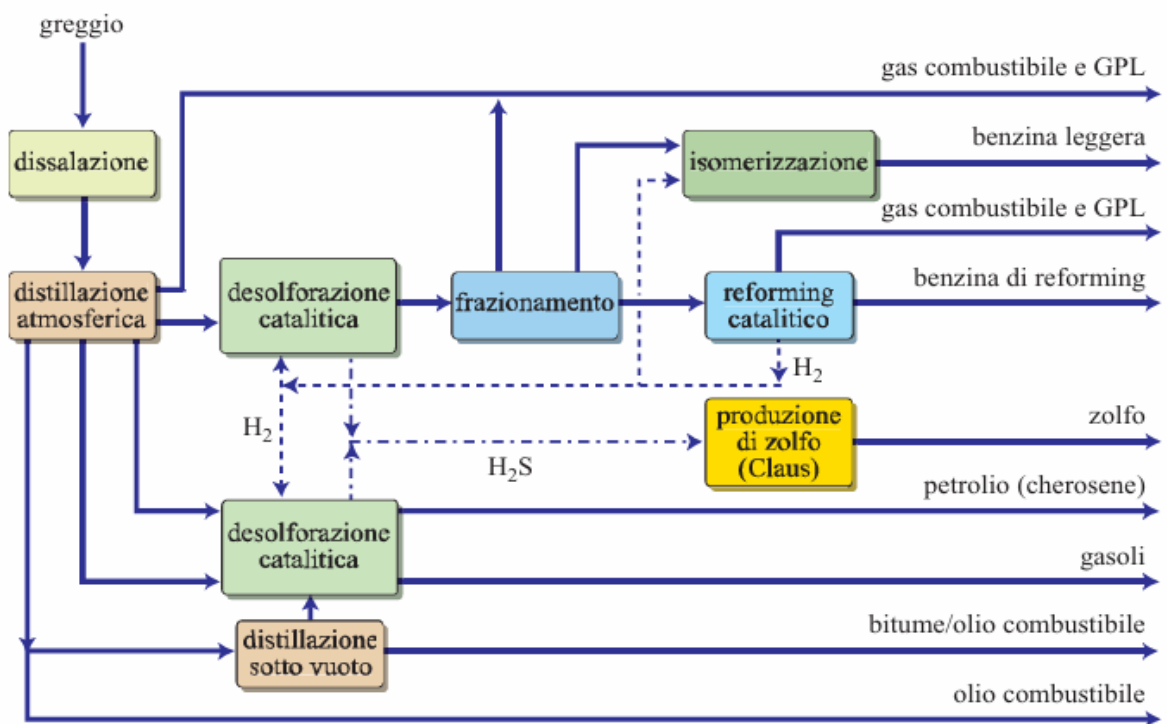 greggio
gas combustibile e GPL
benzina leggera
dissalazione
isomerizzazione
gas combustibile e GPL
distillazione
atmosferica
desolforazione
catalitica
frazionamento
reforming
catalitico
benzina di reforming
H₂
H₂
produzione
di zolfo
(Claus)
zolfo
H₂S
petrolio (cherosene)
desolforazione
catalitica
gasoli
distillazione
sotto vuoto
bitume/olio combustibile
olio combustibile